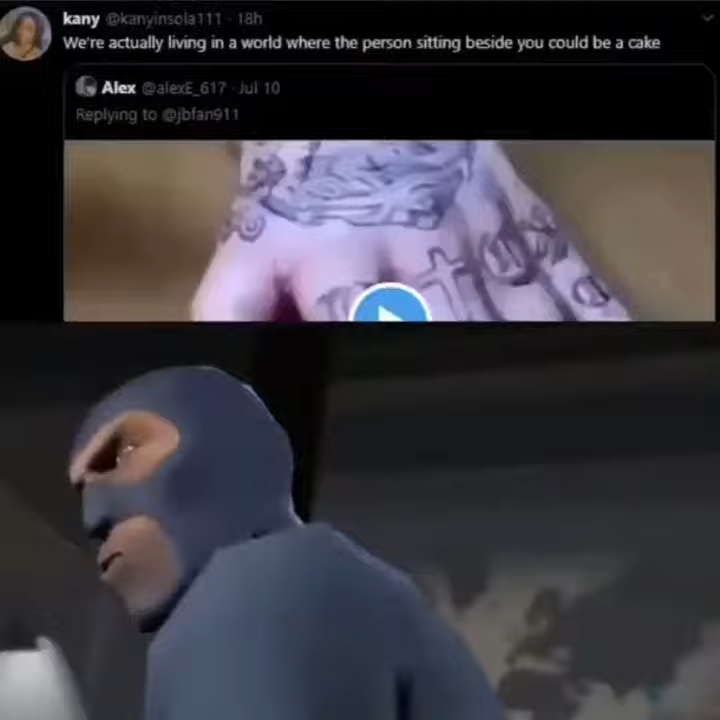 kany @kanyinsola111 · 18h
We're actually living in a world where the person sitting beside you could be a cake
Alex @alexE_617 · Jul 10
Replying to @jbfan911